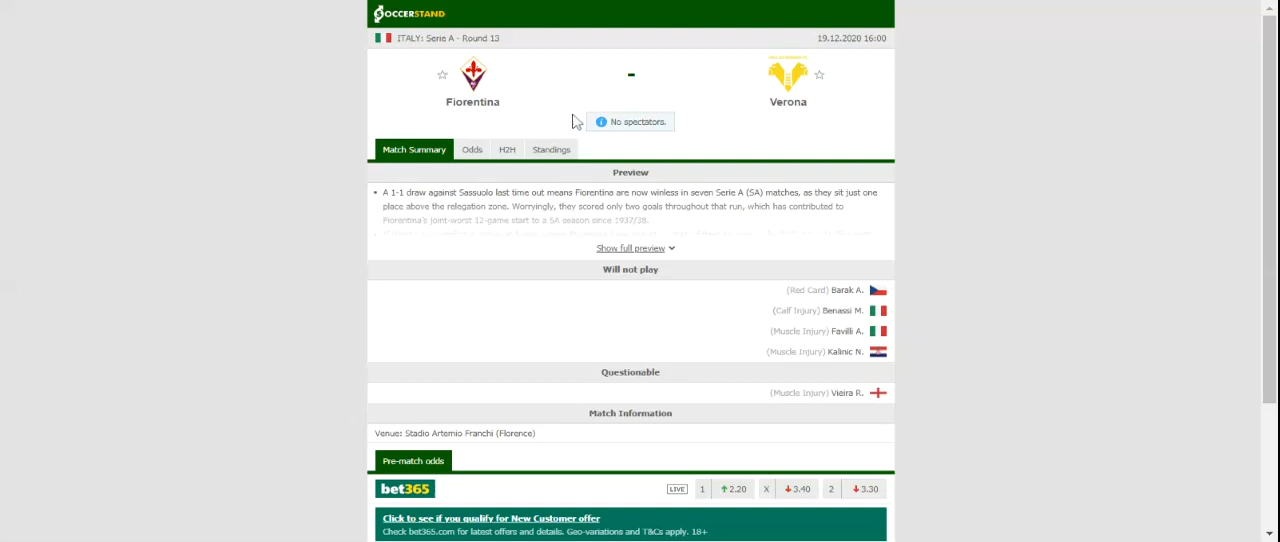 SOCCERSTAND
ITALY: Serie A - Round 13
19.12.2020 16:00
Fiorentina
-
Verona
No spectators.
Match Summary
Odds
H2H
Standings
Preview
A 1-1 draw against Sassuolo last time out means Fiorentina are now winless in seven Serie A (SA) matches, as they sit just one
place above the relegation zone. Worryingly, they scored only two goals throughout that run, which has contributed to
Fiorentina's joint-worst 12-game start to a SA season since 1937/38.
Show full preview
Will not play
(Red Card) Barak A.
(Calf Injury) Benassi M.
(Muscle Injury) Favilli A.
(Muscle Injury) Kalinic N.
Questionable
(Muscle Injury) Vieira R.
Match Information
Venue: Stadio Artemio Franchi (Florence)
Pre-match odds
bet365
LIVE
1
2.20
X
3.40
2
3.30
Click to see if you qualify for New Customer offer
Check bet365.com for latest offers and details. Geo-variations and T&Cs apply. 18+